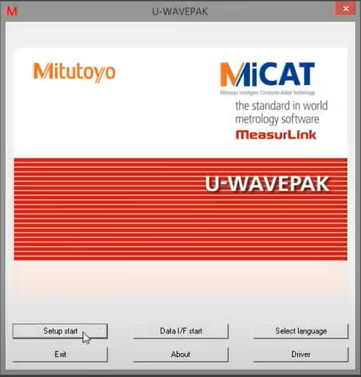 U-WAVEPAK
Mitutoyo
MiCAT
Mitutoyo Intelligent Computer Aided Technology
the standard in world
metrology software
MeasurLink
U-WAVEPAK
Setup start
Data I/F start
Select language
Exit
About
Driver